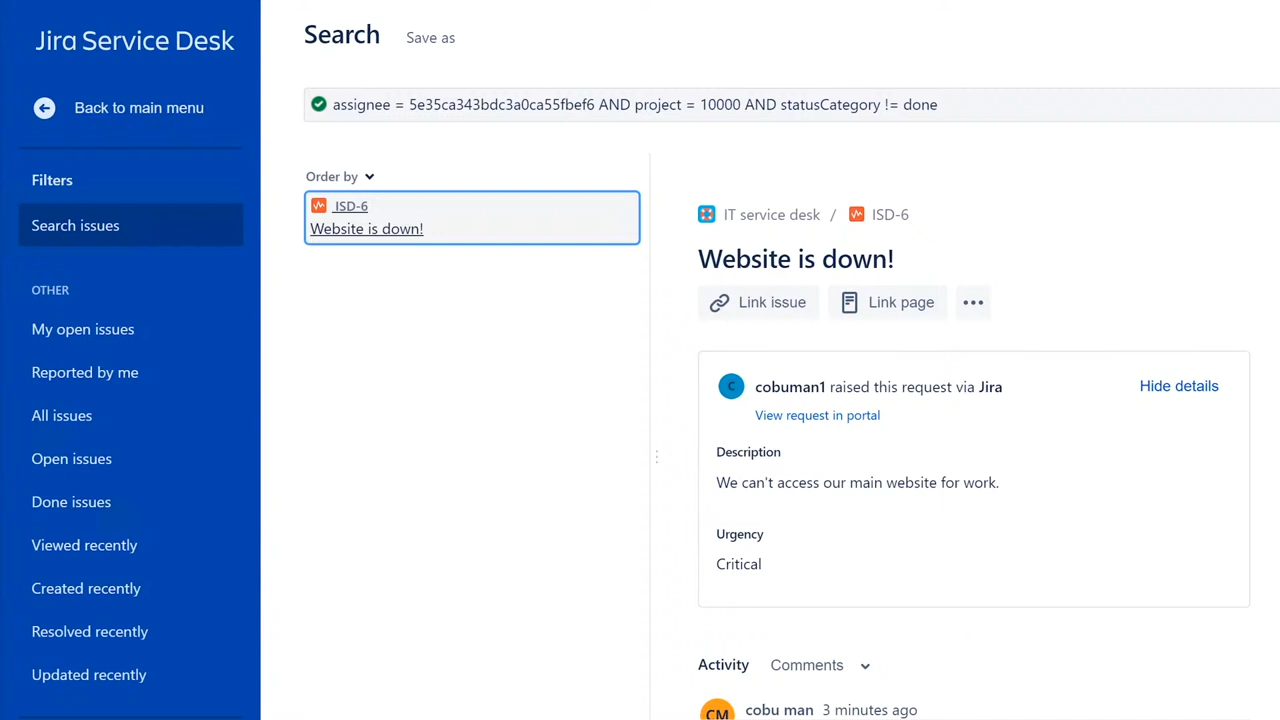 Jira Service Desk
Back to main menu
Filters
Search issues
OTHER
My open issues
Reported by me
All issues
Open issues
Done issues
Viewed recently
Created recently
Resolved recently
Updated recently
Search
Save as
assignee = 5e35ca343bdc3a0ca55fbef6 AND project = 10000 AND statusCategory != done
Order by
ISD-6
Website is down!
IT service desk / ISD-6
Website is down!
Link issue
Link page
C
cobuman1 raised this request via Jira
Hide details
View request in portal
Description
We can't access our main website for work.
Urgency
Critical
Activity
Comments
CM
cobu man 3 minutes ago